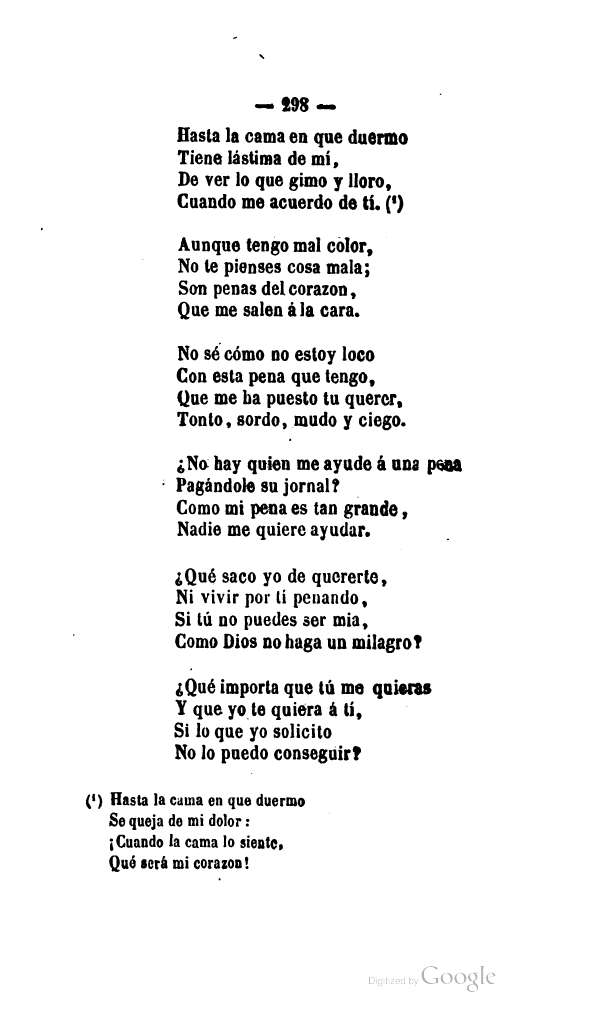 — 298 —
Hasta la cama en que duermo
Tiene lástima de mí,
De ver lo que gimo y lloro,
Cuando me acuerdo de tí. (¹)
Aunque tengo mal color,
No te pienses cosa mala;
Son penas del corazon,
Que me salen á la cara.
No sé cómo no estoy loco
Con esta pena que tengo,
Que me ha puesto tu querer,
Tonto, sordo, mudo y ciego.
¿No hay quien me ayude á una pena
Pagándole su jornal?
Como mi pena es tan grande,
Nadie me quiere ayudar.
¿Qué saco yo de quererte,
Ni vivir por ti penando,
Si tú no puedes ser mia,
Como Dios no haga un milagro?
¿Qué importa que tú me quieras
Y que yo te quiera á tí,
Si lo que yo solicito
No lo puedo conseguir?
(¹) Hasta la cama en que duermo
Se queja de mi dolor:
¡Cuando la cama lo siente,
Qué será mi corazon!
Digitized by Google